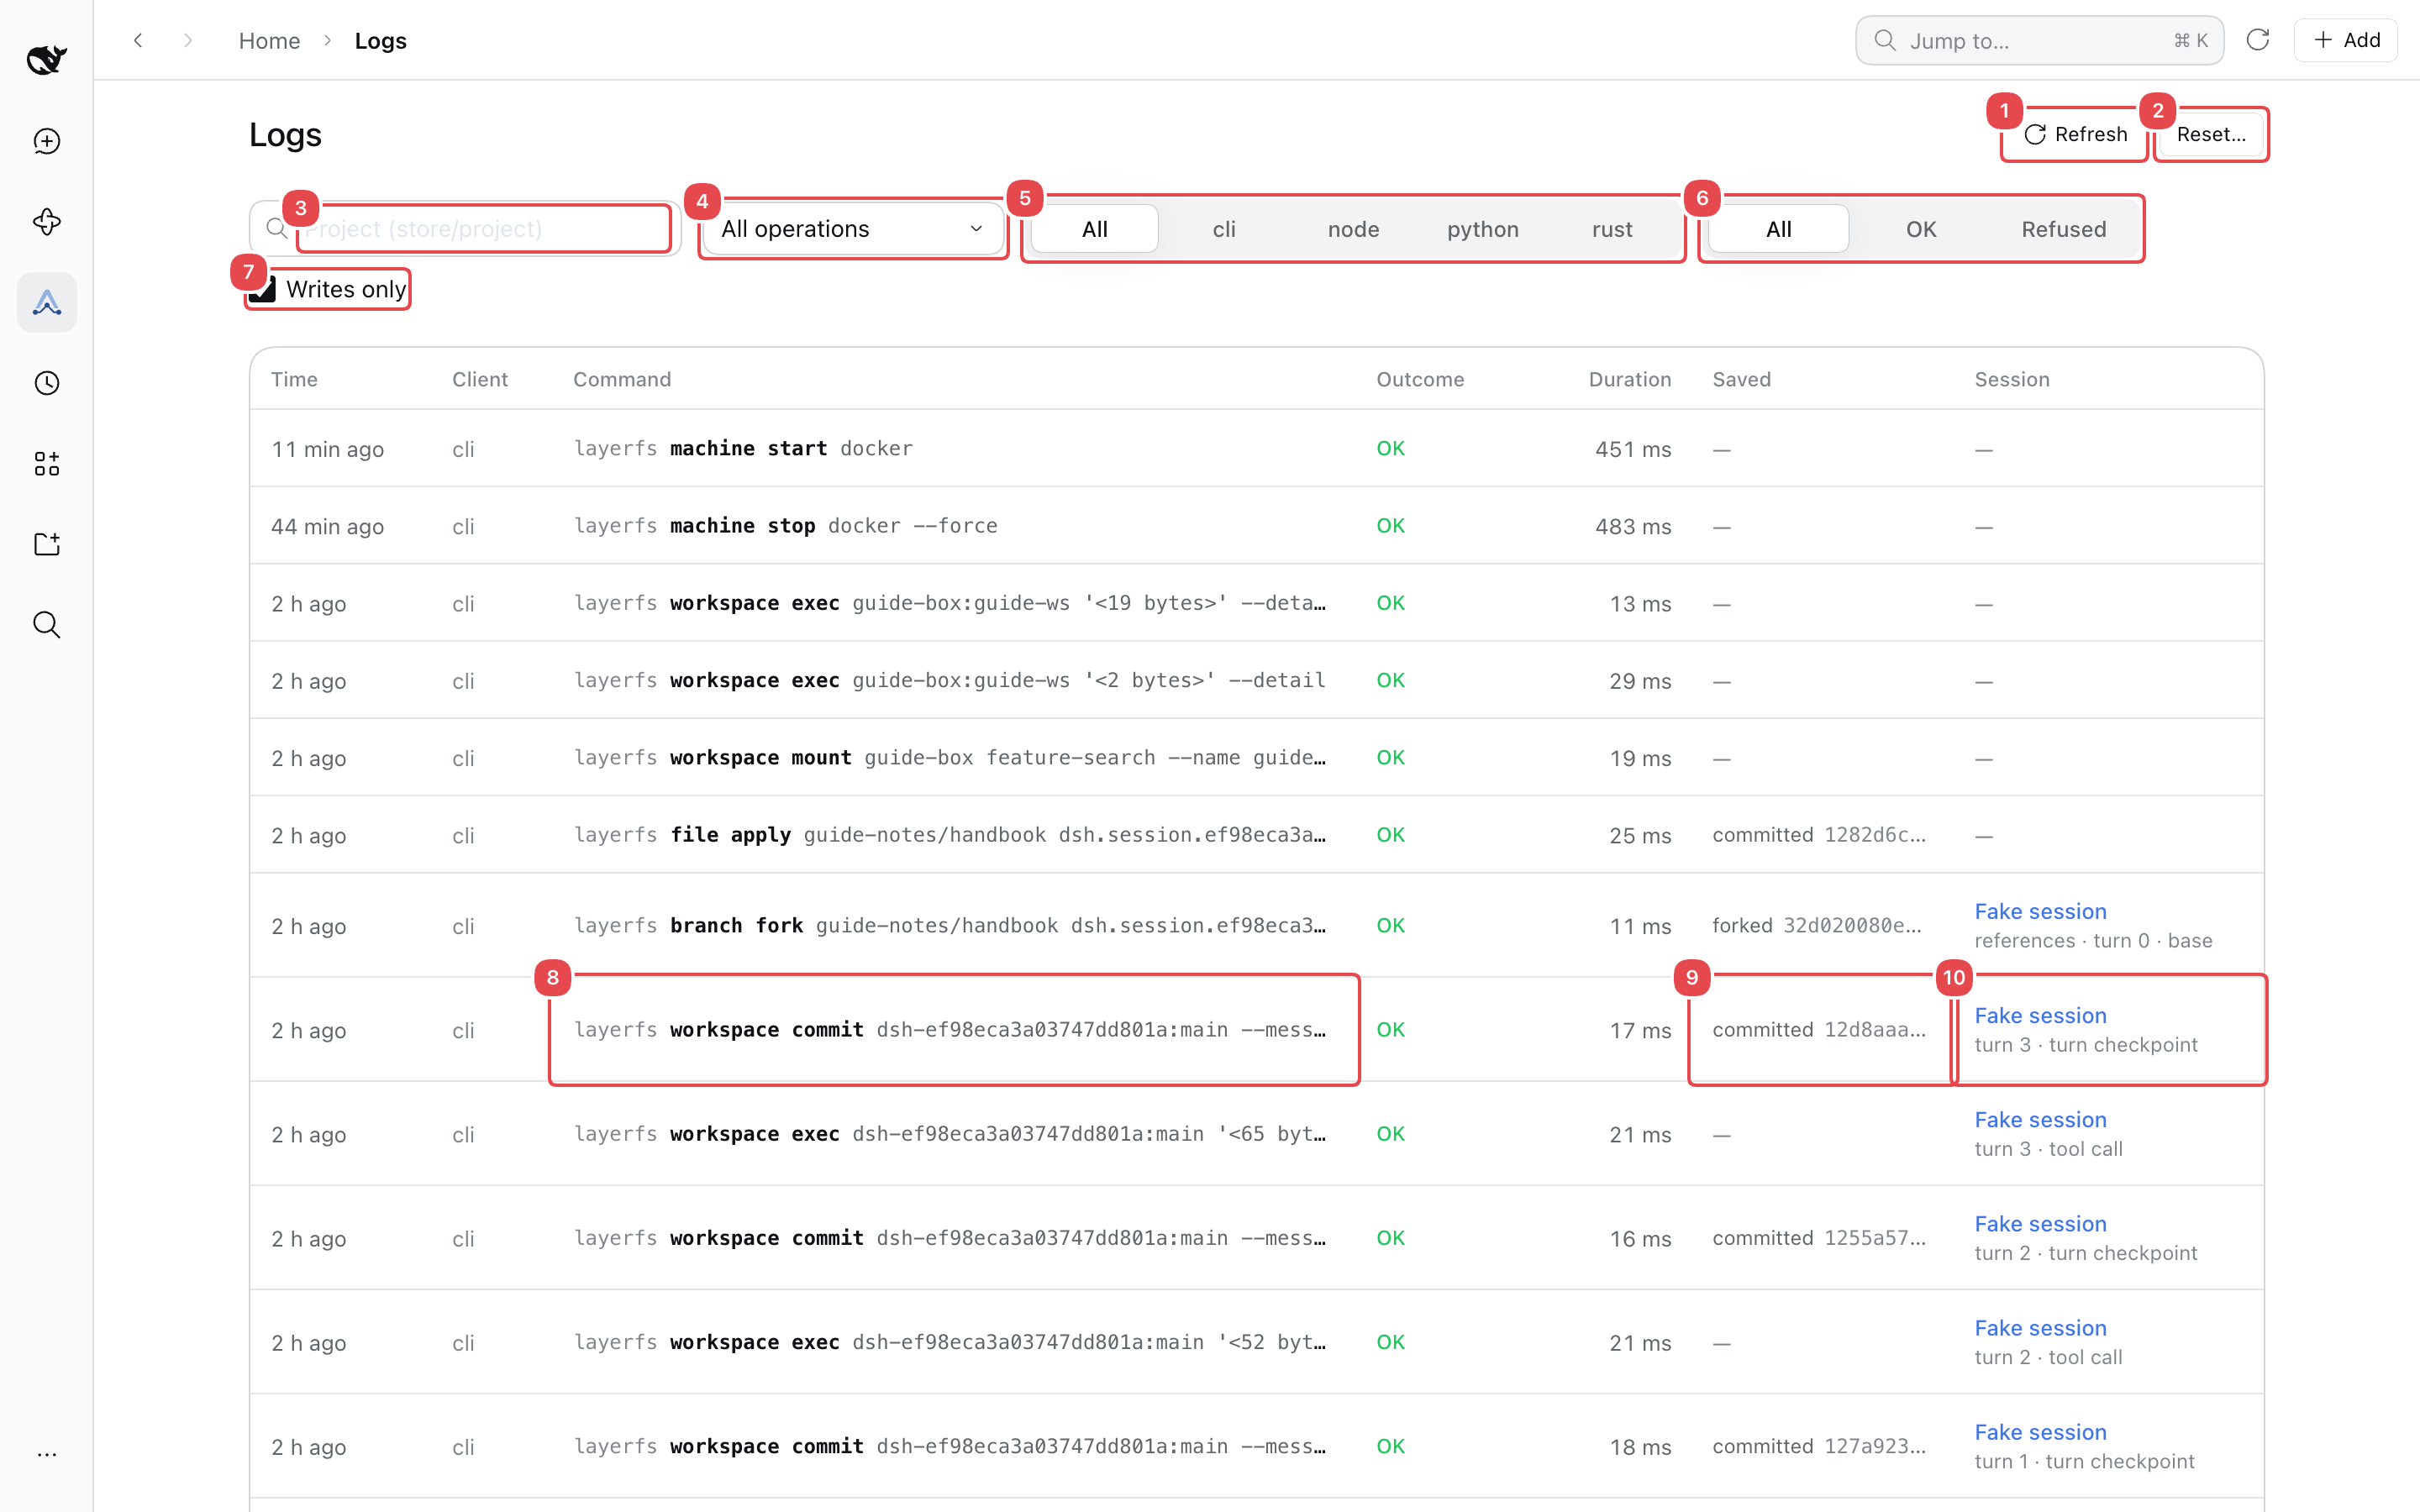 Home > Logs
Jump to...
⌘ K
+ Add
Logs
1
Refresh
2
Reset...
3
Project (store/project)
4
All operations
5
All
cli
node
python
rust
6
All
OK
Refused
7
Writes only
Time Client Command Outcome Duration Saved Session
11 min ago cli layerfs machine start docker OK 451 ms — —
44 min ago cli layerfs machine stop docker --force OK 483 ms — —
2 h ago cli layerfs workspace exec guide-box:guide-ws '<19 bytes>' --deta… OK 13 ms — —
2 h ago cli layerfs workspace exec guide-box:guide-ws '<2 bytes>' --detail OK 29 ms — —
2 h ago cli layerfs workspace mount guide-box feature-search --name guide… OK 19 ms — —
2 h ago cli layerfs file apply guide-notes/handbook dsh.session.ef98eca3a… OK 25 ms committed 1282d6c... —
2 h ago cli layerfs branch fork guide-notes/handbook dsh.session.ef98eca3… OK 11 ms forked 32d020080e... Fake session
references · turn 0 · base
8
9
10
2 h ago cli layerfs workspace commit dsh-ef98eca3a03747dd801a:main --mess… OK 17 ms committed 12d8aaa... Fake session
turn 3 · turn checkpoint
2 h ago cli layerfs workspace exec dsh-ef98eca3a03747dd801a:main '<65 byt… OK 21 ms — Fake session
turn 3 · tool call
2 h ago cli layerfs workspace commit dsh-ef98eca3a03747dd801a:main --mess… OK 16 ms committed 1255a57... Fake session
turn 2 · turn checkpoint
2 h ago cli layerfs workspace exec dsh-ef98eca3a03747dd801a:main '<52 byt… OK 21 ms — Fake session
turn 2 · tool call
2 h ago cli layerfs workspace commit dsh-ef98eca3a03747dd801a:main --mess… OK 18 ms committed 127a923... Fake session
turn 1 · turn checkpoint